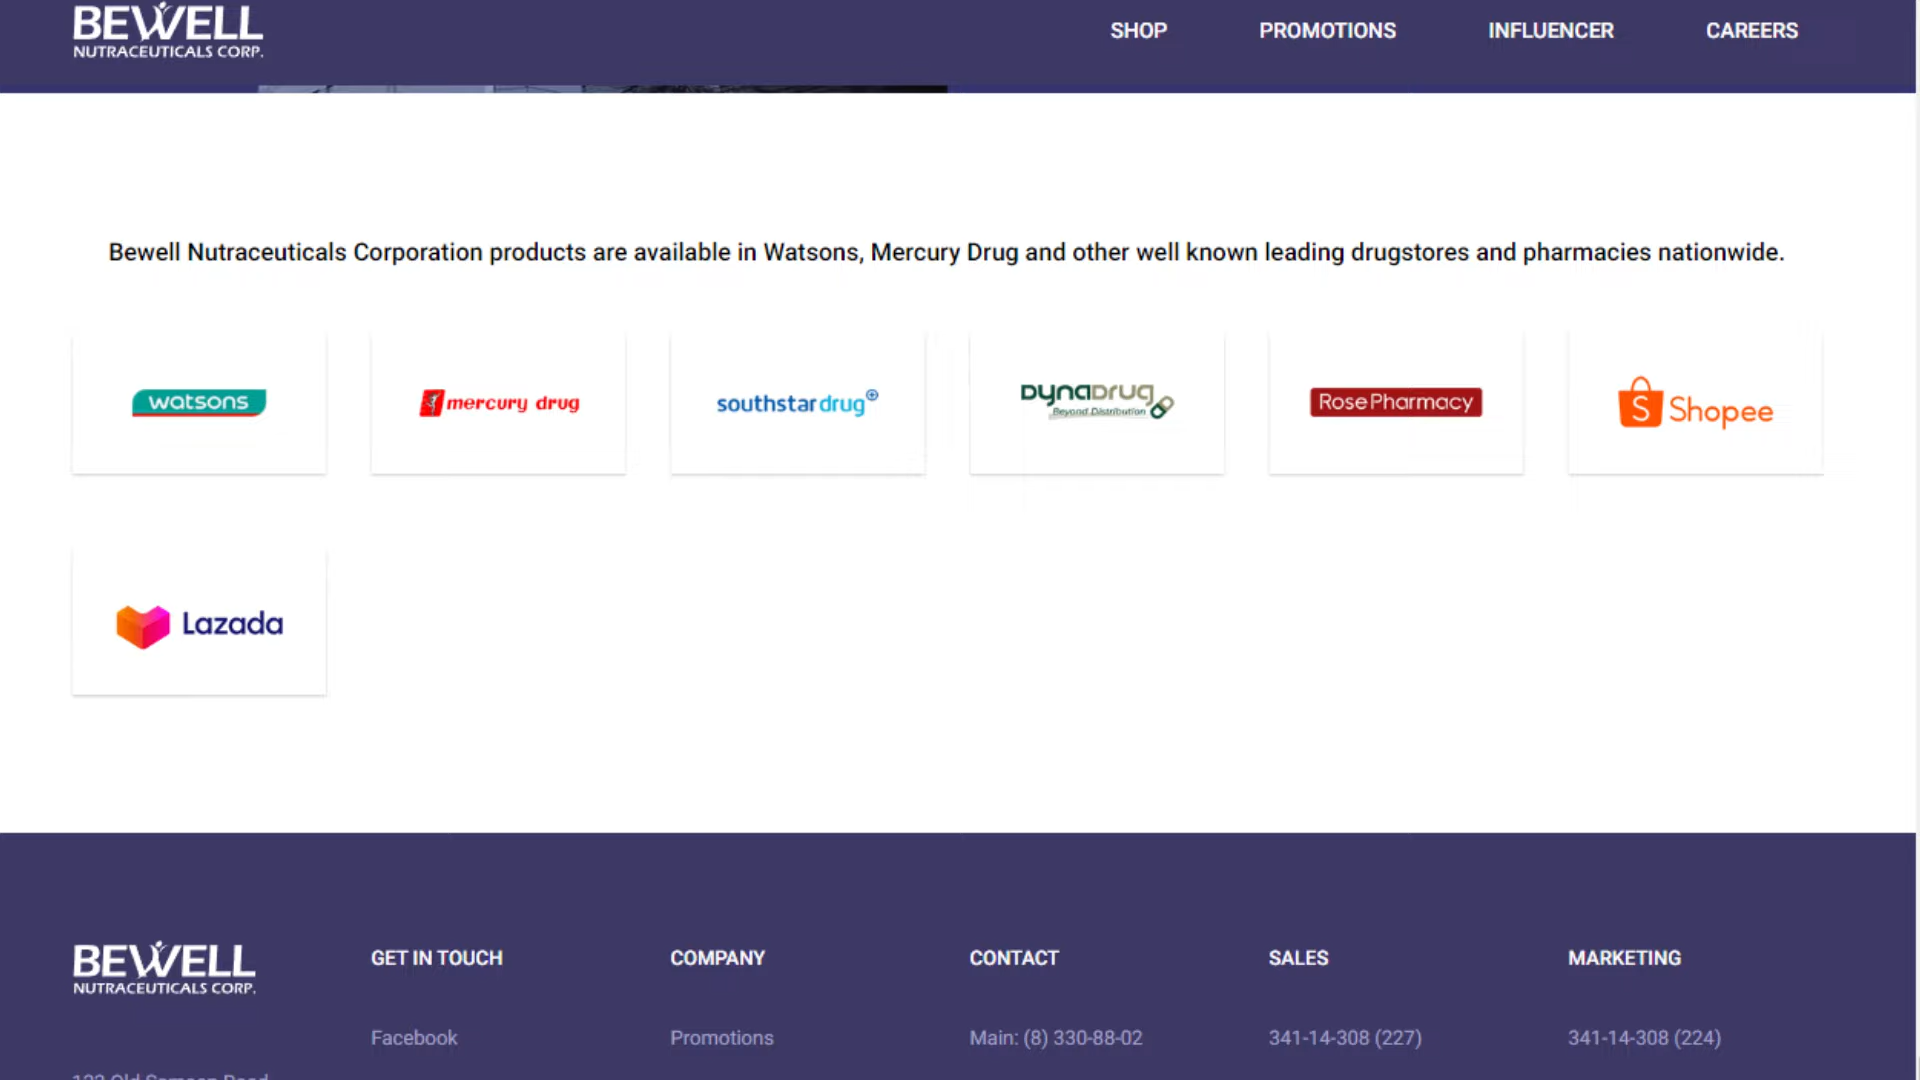 BEWELL
NUTRACEUTICALS CORP.
SHOP
PROMOTIONS
INFLUENCER
CAREERS
Bewell Nutraceuticals Corporation products are available in Watsons, Mercury Drug and other well known leading drugstores and pharmacies nationwide.
watsons
mercury drug
southstar drug
DYNADRUG
Beyond Distribution
Rose Pharmacy
Shopee
Lazada
BEWELL
NUTRACEUTICALS CORP.
GET IN TOUCH
COMPANY
CONTACT
SALES
MARKETING
Facebook
Promotions
Main: (8) 330-88-02
341-14-308 (227)
341-14-308 (224)